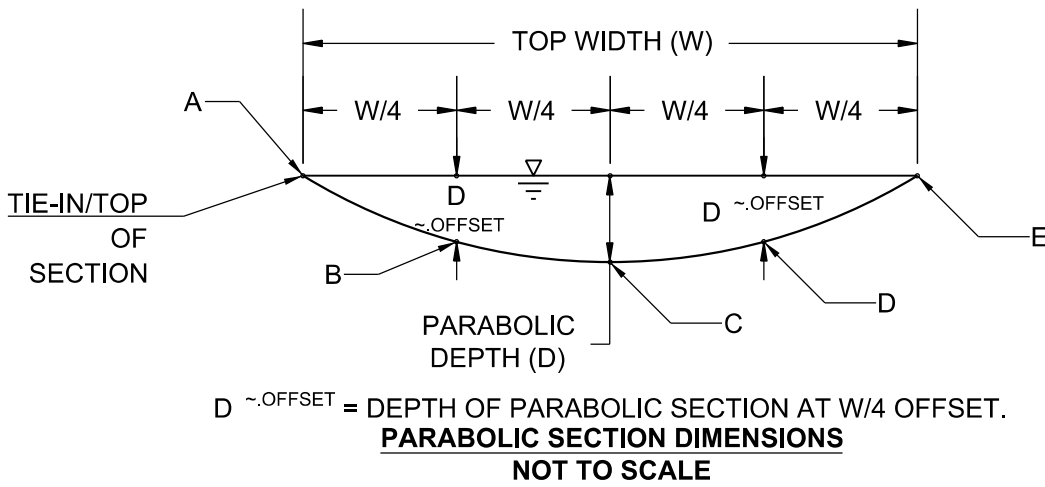 TOP WIDTH (W)
A
W/4 W/4 W/4 W/4
TIE-IN/TOP
OF
SECTION
D
~.OFFSET
D ~.OFFSET
E
B
C
D
PARABOLIC
DEPTH (D)
D ~.OFFSET = DEPTH OF PARABOLIC SECTION AT W/4 OFFSET.
PARABOLIC SECTION DIMENSIONS
NOT TO SCALE